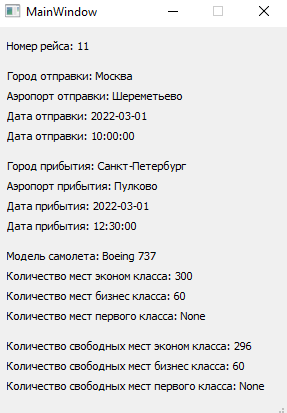 MainWindow
Номер рейса: 11
Город отправки: Москва
Аэропорт отправки: Шереметьево
Дата отправки: 2022-03-01
Дата отправки: 10:00:00
Город прибытия: Санкт-Петербург
Аэропорт прибытия: Пулково
Дата прибытия: 2022-03-01
Дата прибытия: 12:30:00
Модель самолета: Boeing 737
Количество мест эконом класса: 300
Количество мест бизнес класса: 60
Количество мест первого класса: None
Количество свободных мест эконом класса: 296
Количество свободных мест бизнес класса: 60
Количество свободных мест первого класса: None